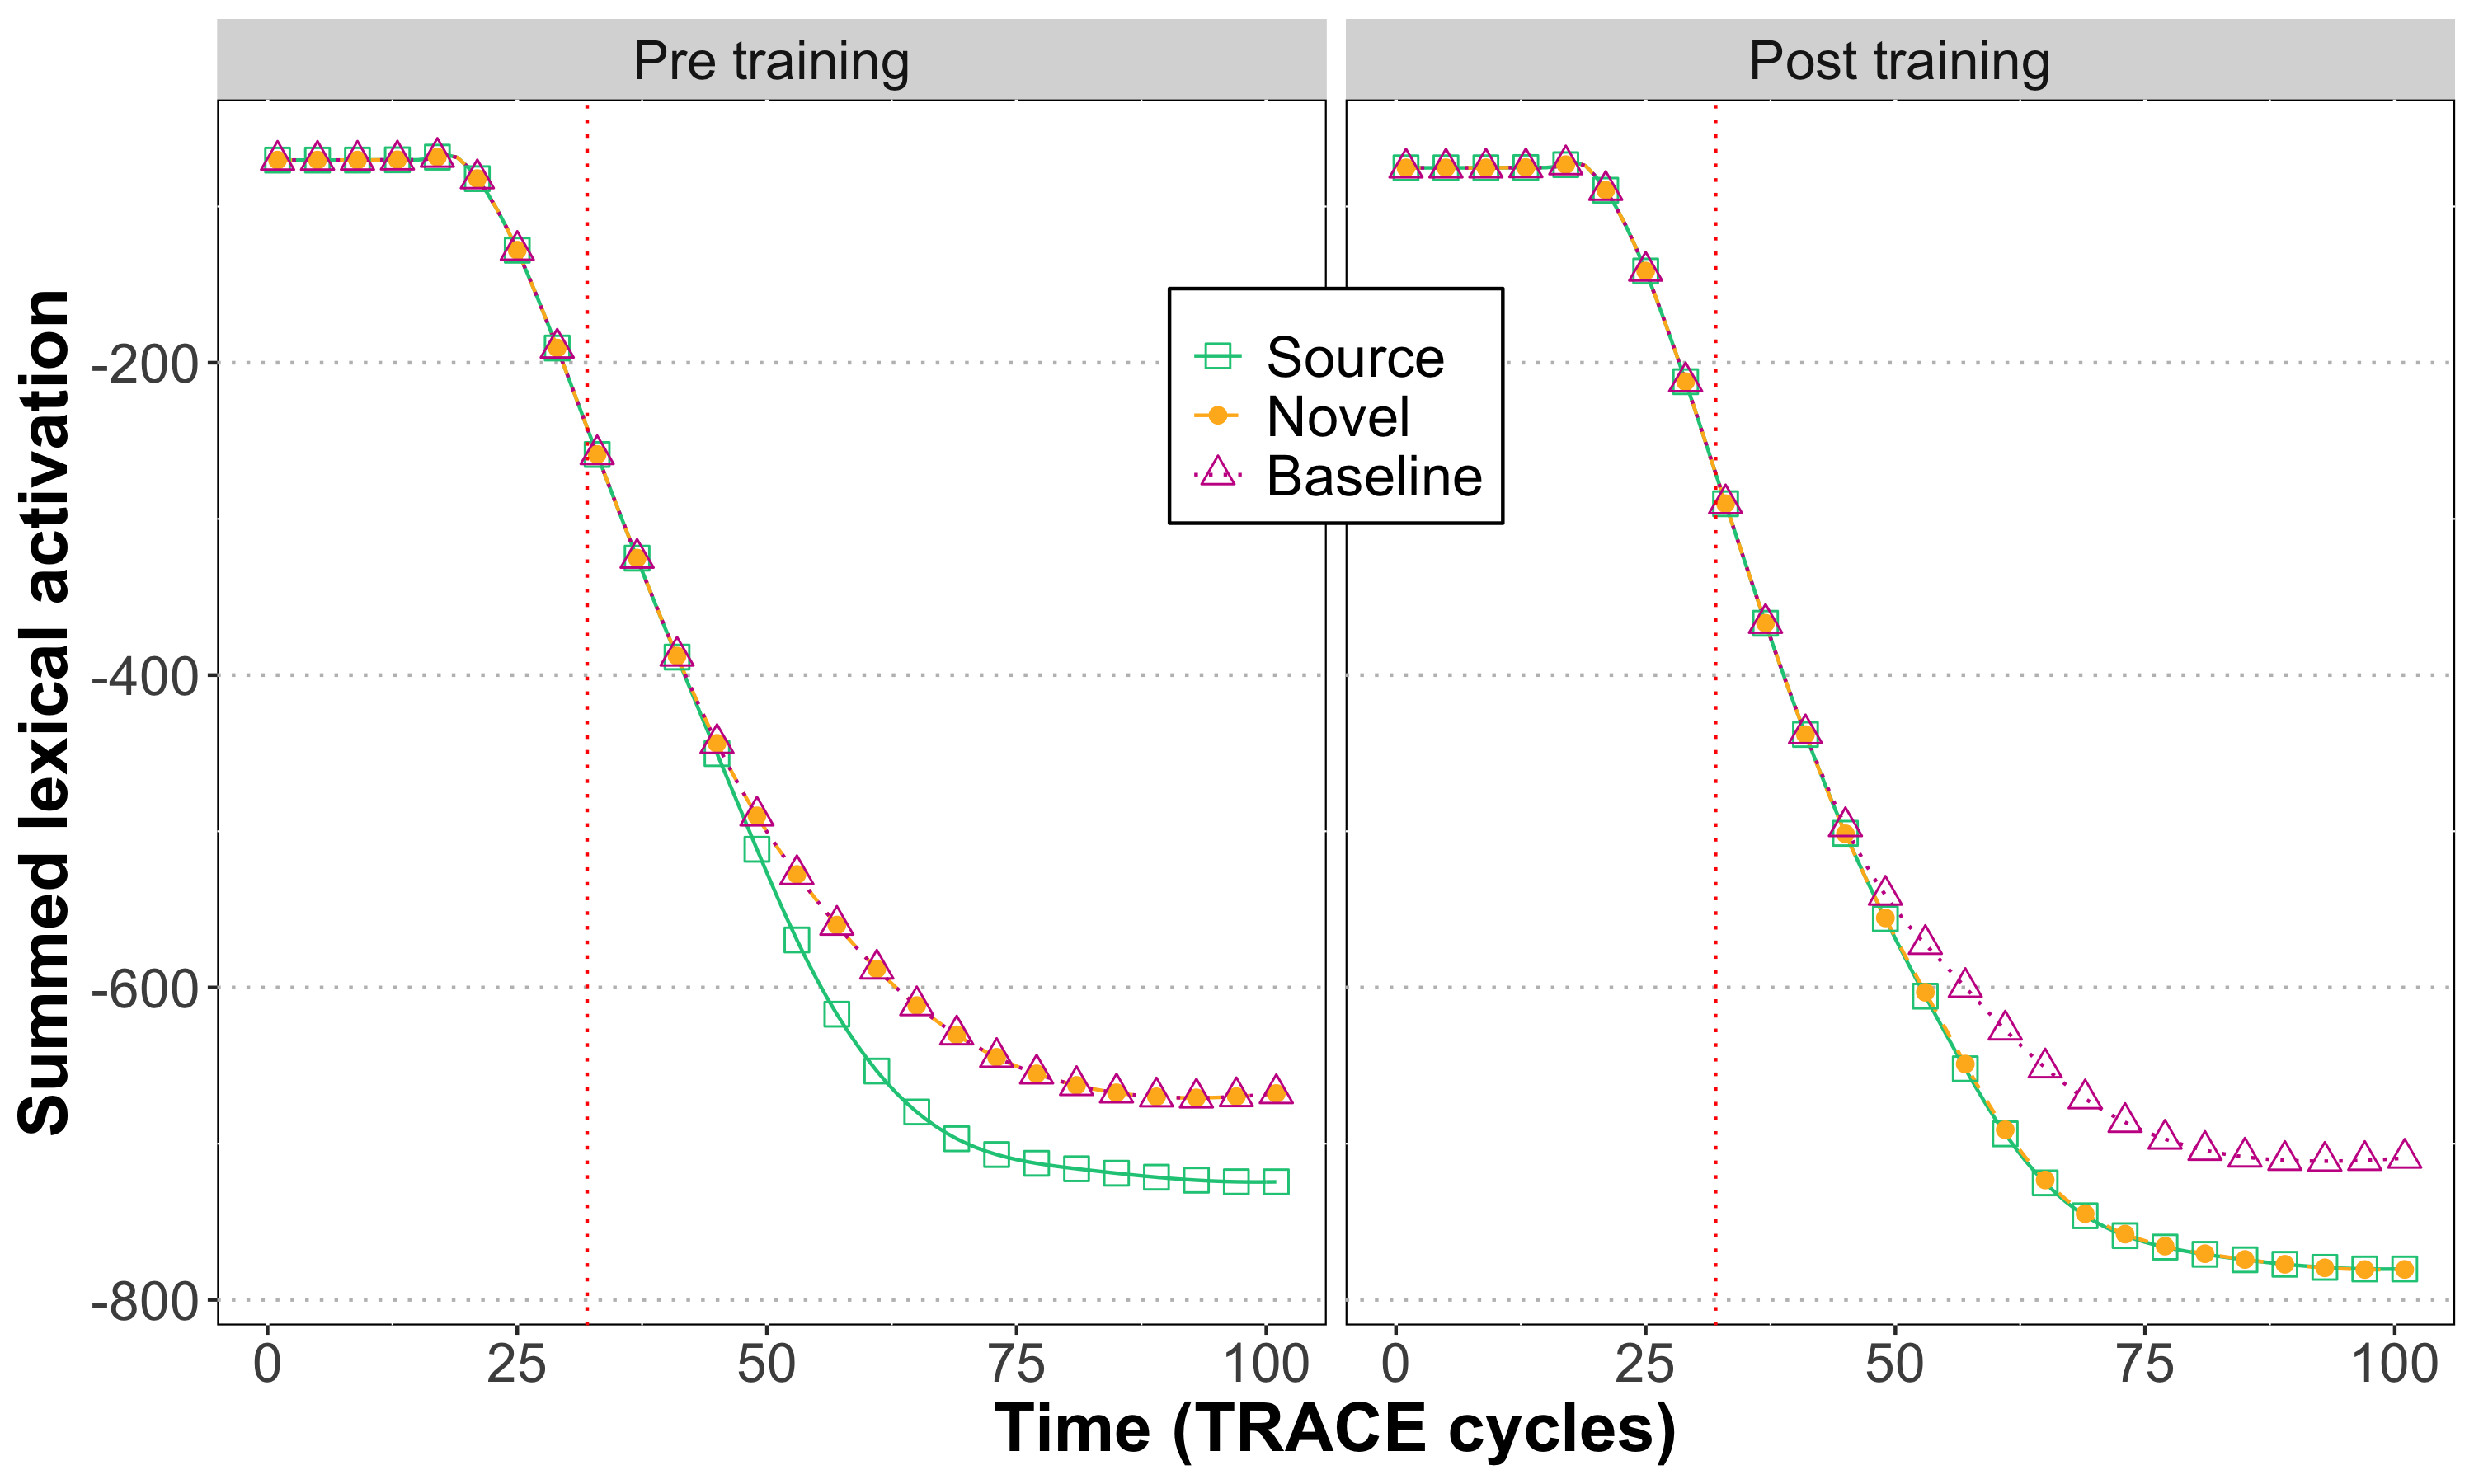 Pre training
Post training
Summed lexical activation
-200
-400
-600
-800
Source
Novel
Baseline
0 25 50 75 100
0 25 50 75 100
Time (TRACE cycles)